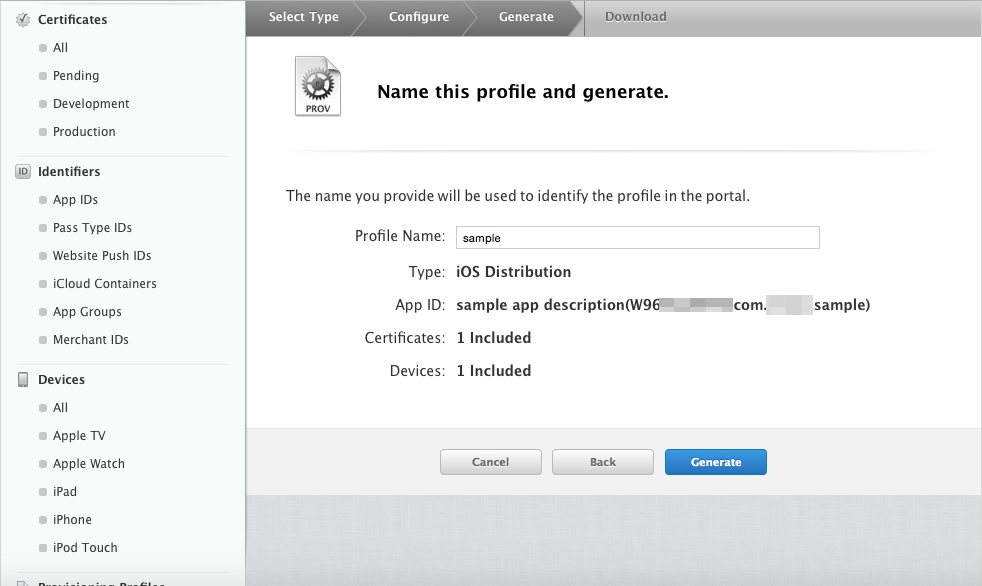 Certificates
All
Pending
Development
Production
ID Identifiers
App IDs
Pass Type IDs
Website Push IDs
iCloud Containers
App Groups
Merchant IDs
Devices
All
Apple TV
Apple Watch
iPad
iPhone
iPod Touch
Provisioning Profiles
Select Type Configure Generate Download
PROV
Name this profile and generate.
The name you provide will be used to identify the profile in the portal.
Profile Name: sample
Type: iOS Distribution
App ID: sample app description(W96 com. sample)
Certificates: 1 Included
Devices: 1 Included
Cancel Back Generate